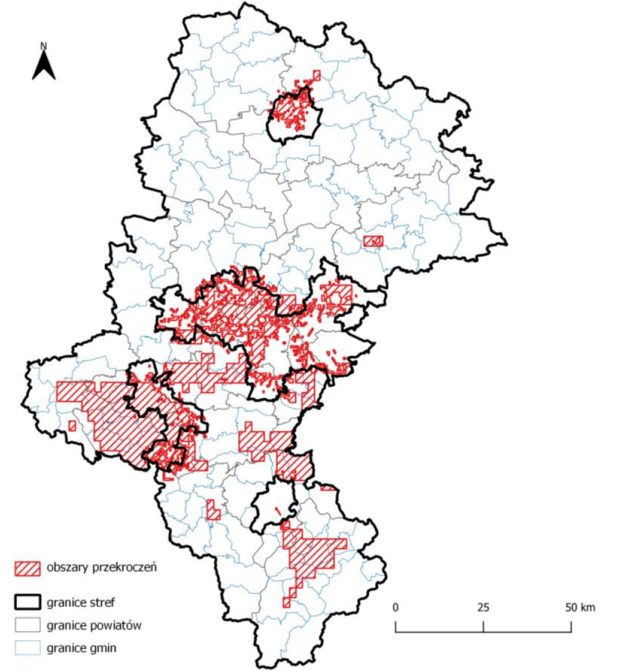 N
obszary przekroczeń
granice stref
granice powiatów
granice gmin
0 25 50 km